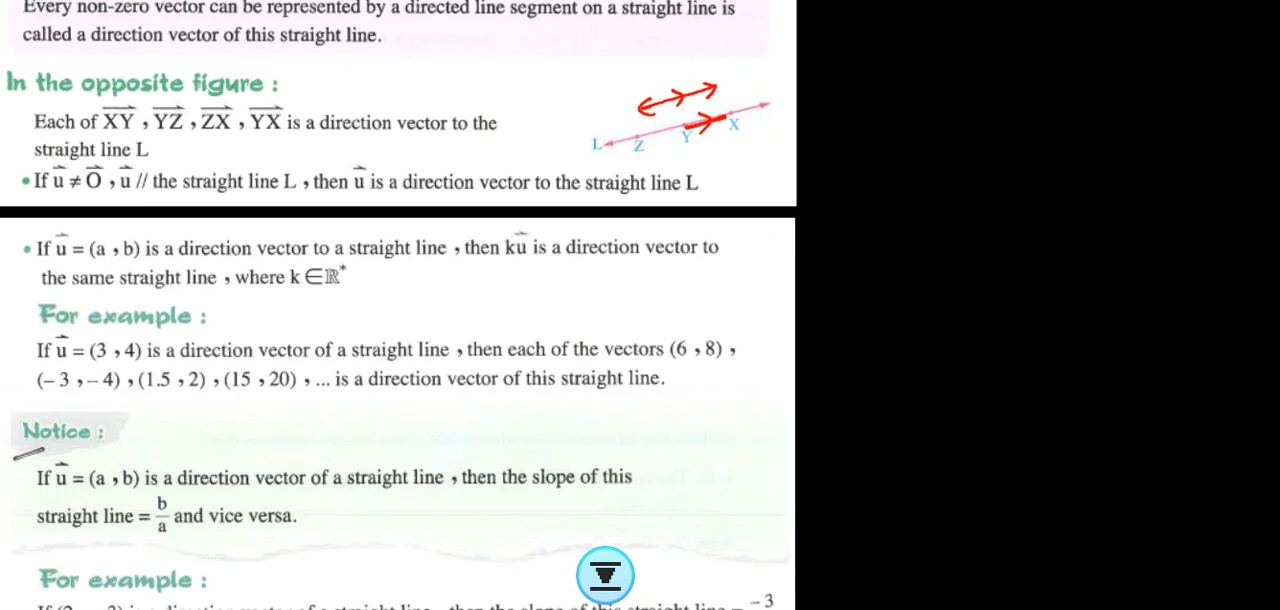 Every non-zero vector can be represented by a directed line segment on a straight line is
called a direction vector of this straight line.
In the opposite figure :
Each of XY , YZ , ZX , YX is a direction vector to the
straight line L
L Z Y X
• If u ≠ O , u // the straight line L , then u is a direction vector to the straight line L
• If u = (a , b) is a direction vector to a straight line , then ku is a direction vector to
the same straight line , where k ∈ ℝ*
For example :
If u = (3 , 4) is a direction vector of a straight line , then each of the vectors (6 , 8) ,
(– 3 , – 4) , (1.5 , 2) , (15 , 20) , ... is a direction vector of this straight line.
Notice :
If u = (a , b) is a direction vector of a straight line , then the slope of this
straight line = b/a and vice versa.
For example :
– 3